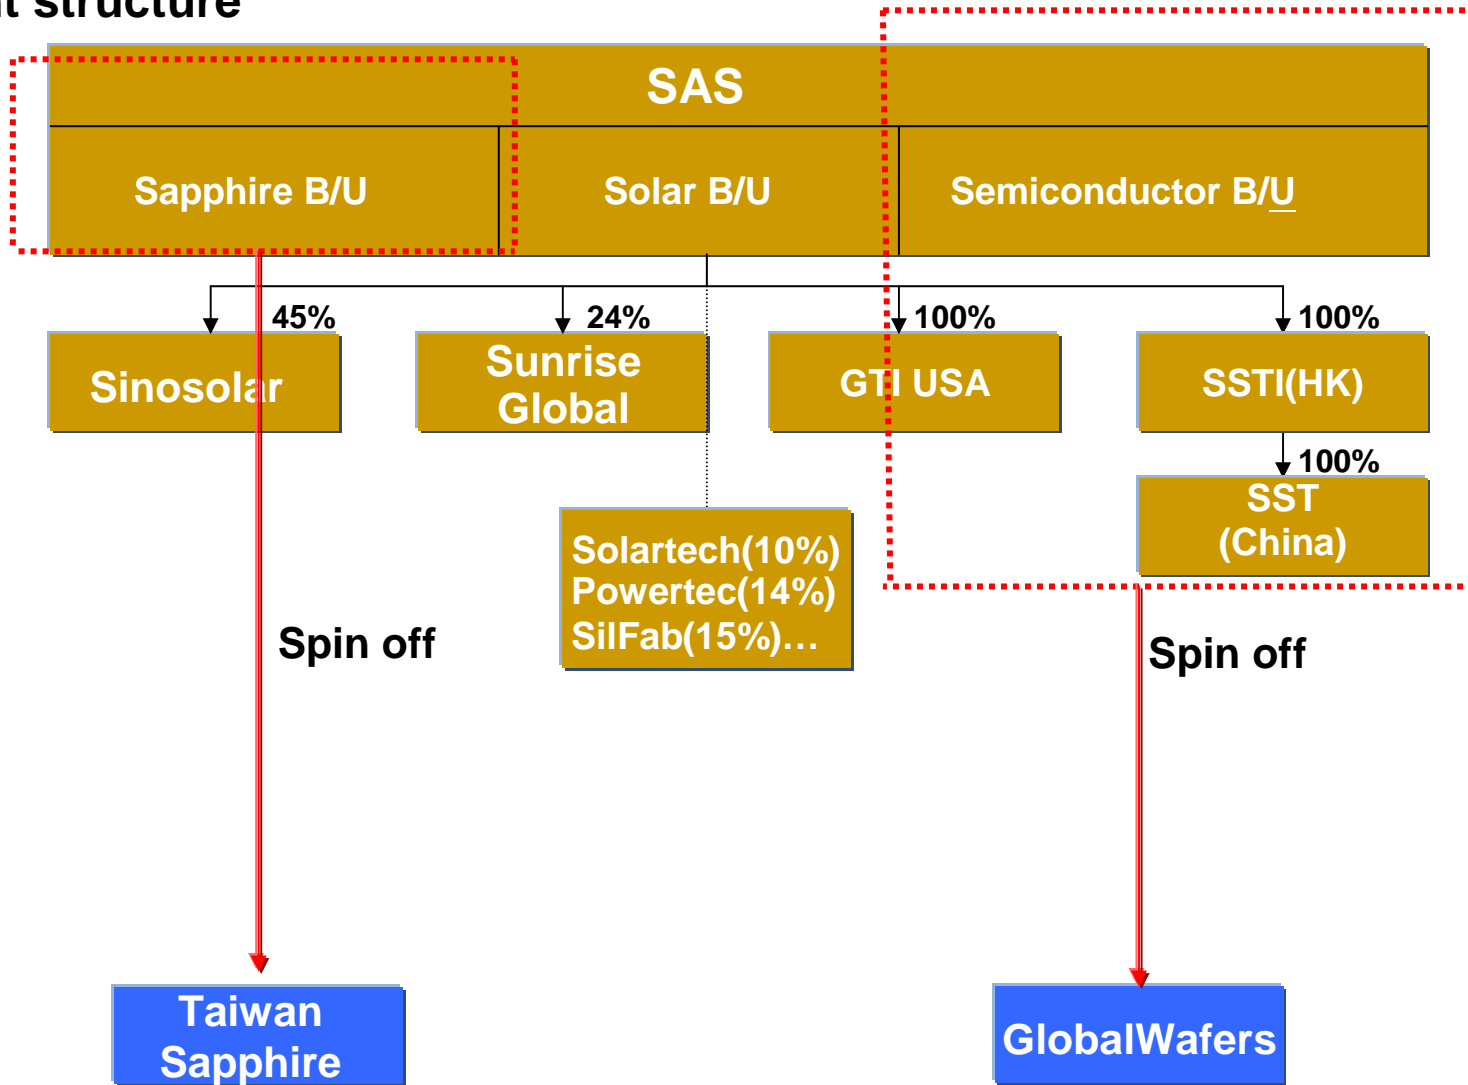 structure
SAS
Sapphire B/U
Solar B/U
Semiconductor B/U
45%
24%
100%
100%
Sinosolar
Sunrise
Global
GTI USA
SSTI(HK)
100%
SST
(China)
Solartech(10%)
Powertec(14%)
SilFab(15%)...
Spin off
Spin off
Taiwan
Sapphire
GlobalWafers